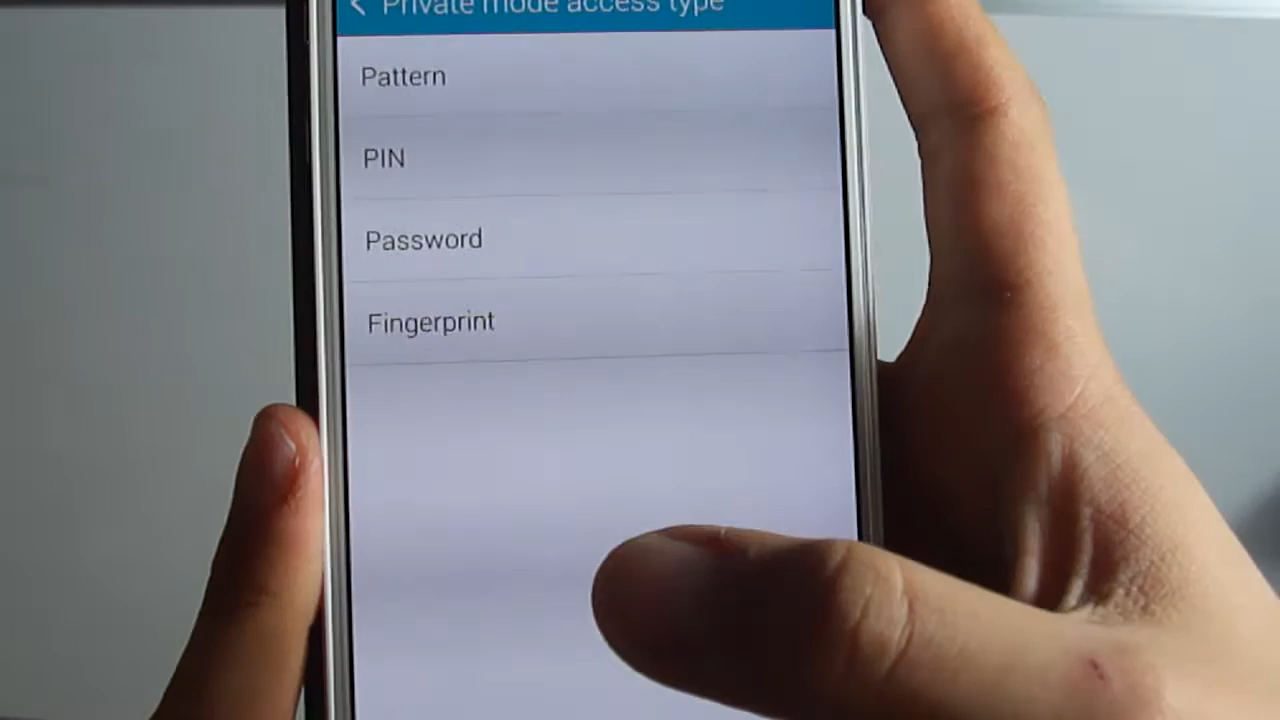 Private mode access type
Pattern
PIN
Password
Fingerprint